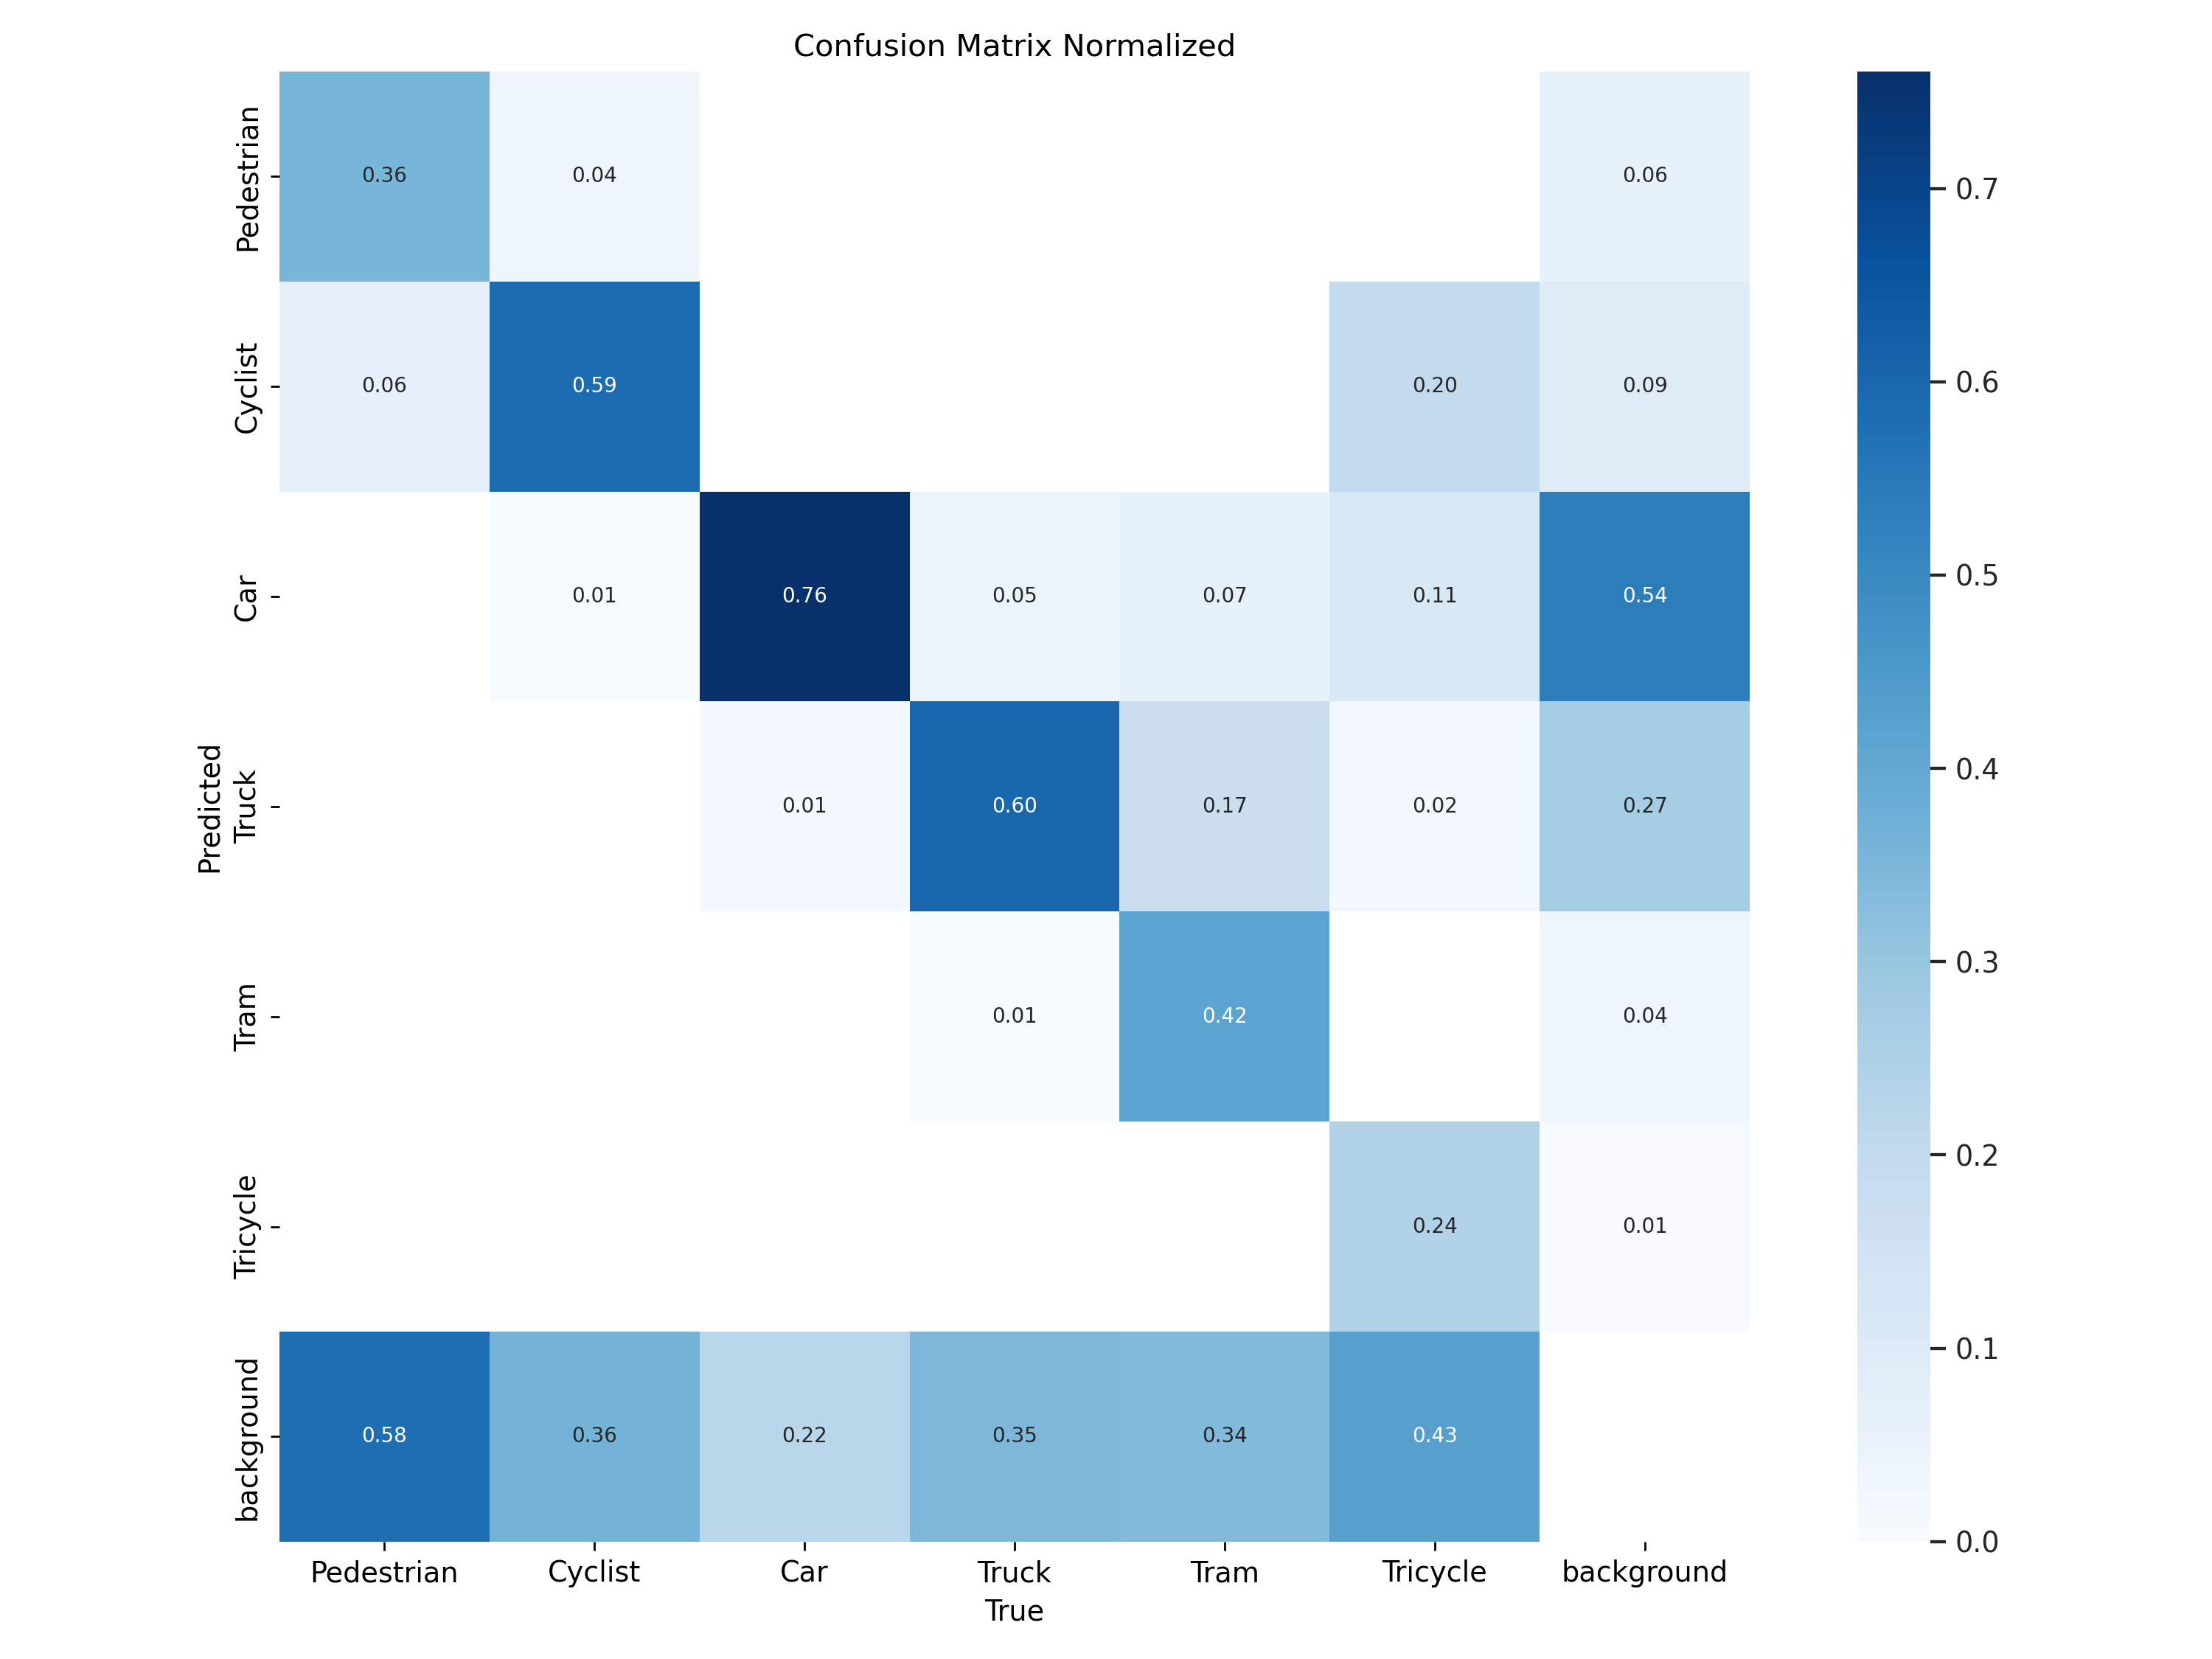 Confusion Matrix Normalized
Pedestrian
0.36 0.04 0.06
Cyclist
0.06 0.59 0.20 0.09
Car
0.01 0.76 0.05 0.07 0.11 0.54
Predicted
Truck
0.01 0.60 0.17 0.02 0.27
Tram
0.01 0.42 0.04
Tricycle
0.24 0.01
background
0.58 0.36 0.22 0.35 0.34 0.43
Pedestrian Cyclist Car Truck Tram Tricycle background
True
0.7
0.6
0.5
0.4
0.3
0.2
0.1
0.0